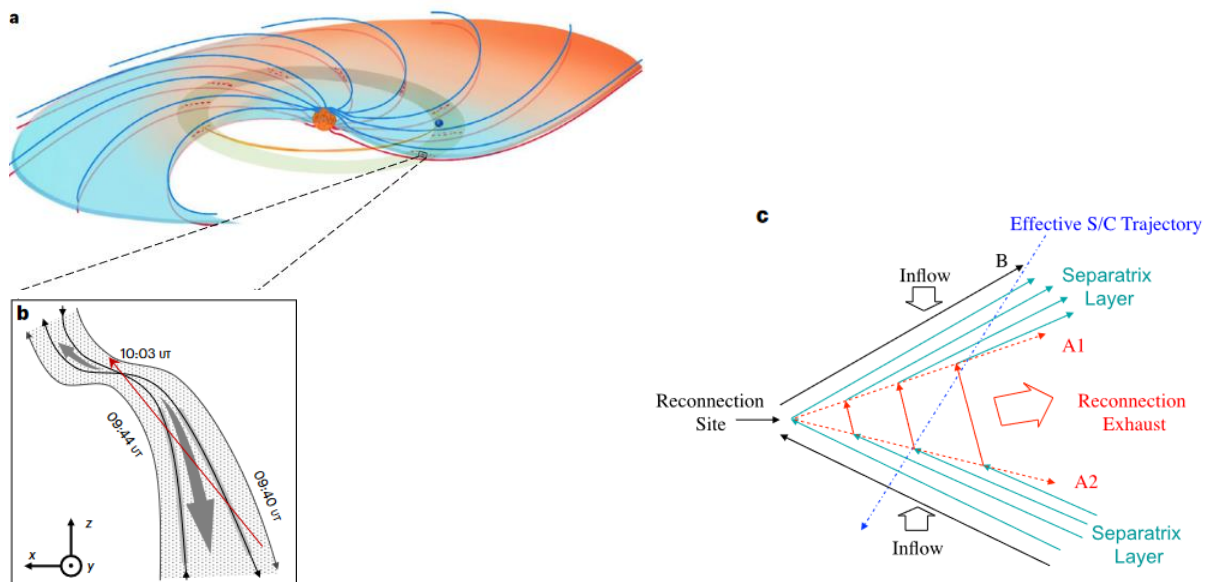 a
b
10:03 UT
09:44 UT
09:40 UT
z
x
y
c
Effective S/C Trajectory
B
Inflow
Separatrix
Layer
A1
Reconnection
Site
Reconnection
Exhaust
A2
Inflow
Separatrix
Layer